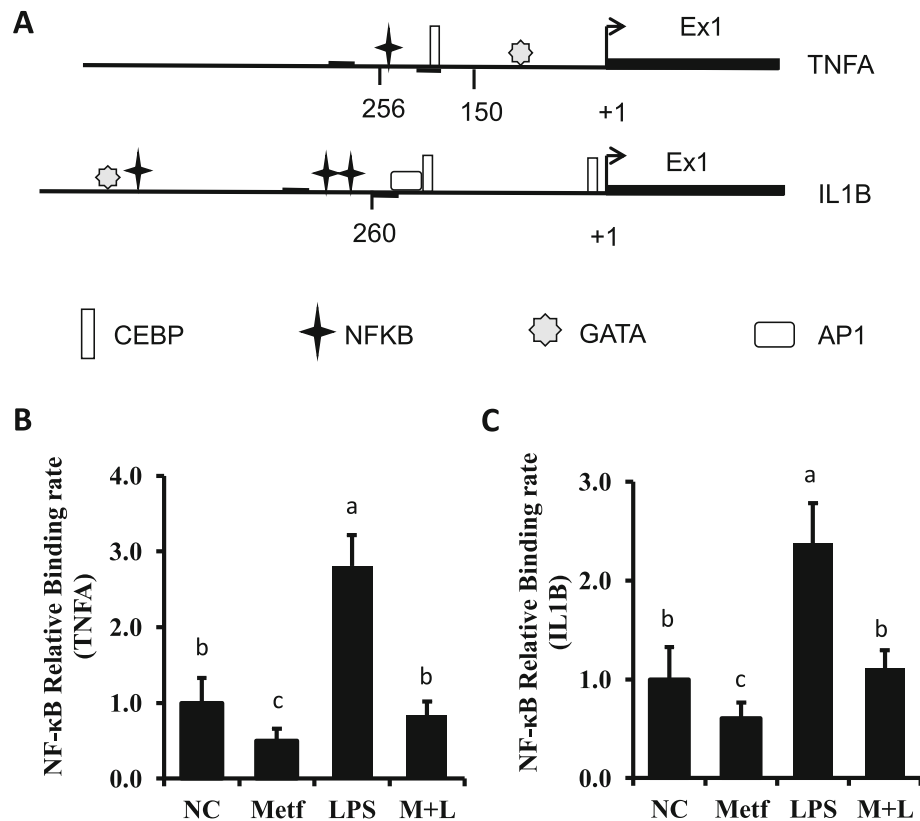 A
Ex1
TNFA
256
150
+1
Ex1
IL1B
260
+1
CEBP
NFKB
GATA
AP1
B
NF-κB Relative Binding rate
(TNFA)
4.0
3.0
2.0
1.0
0.0
b
c
a
b
NC
Metf
LPS
M+L
C
NF-κB Relative Binding rate
(IL1B)
3.0
2.0
1.0
0.0
b
c
a
b
NC
Metf
LPS
M+L